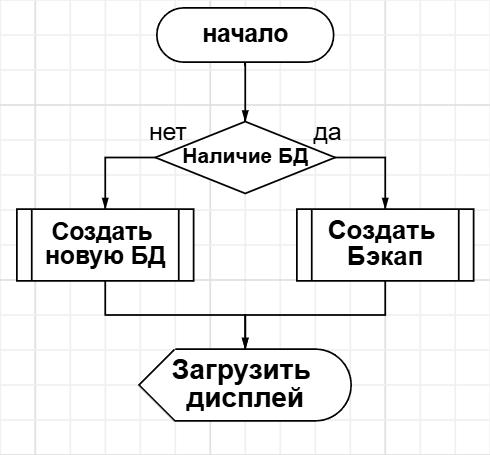 начало
нет
да
Наличие БД
Создать
новую БД
Создать
Бэкап
Загрузить
дисплей